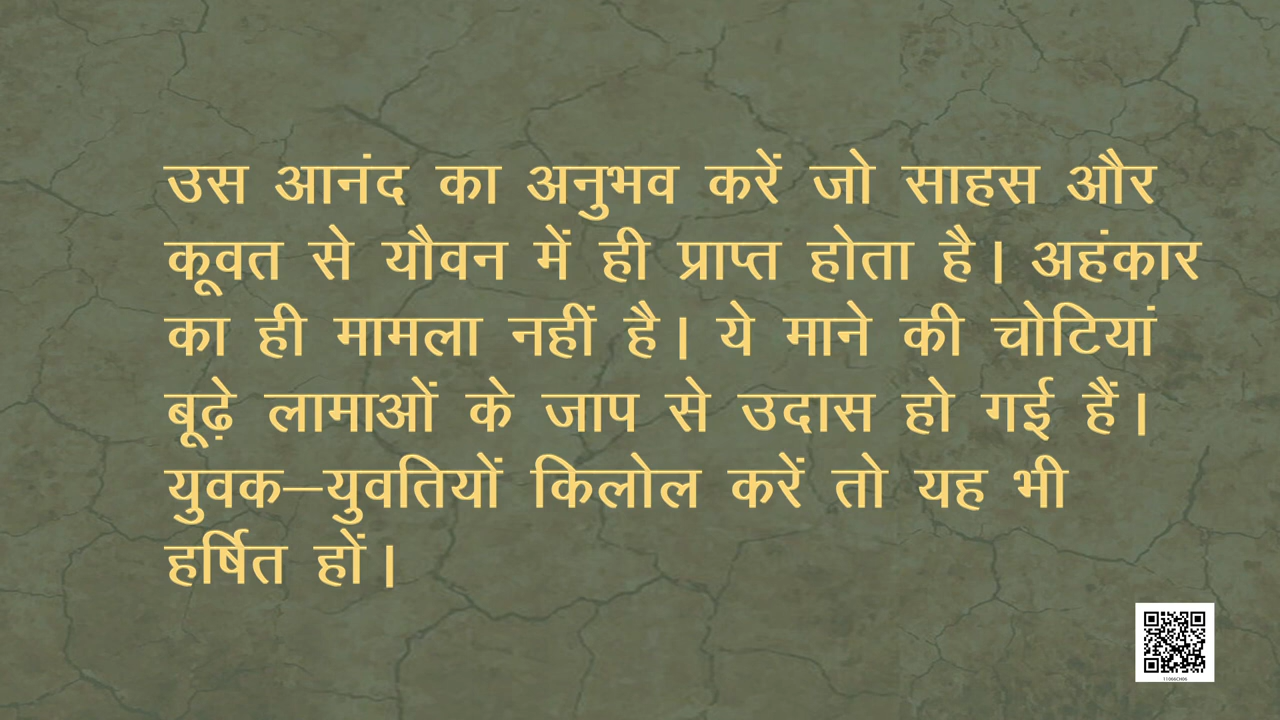 उस आनंद का अनुभव करें जो साहस और
कूवत से यौवन में ही प्राप्त होता है। अहंकार
का ही मामला नहीं है। ये माने की चोटियां
बूढ़े लामाओं के जाप से उदास हो गई हैं।
युवक–युवतियों किलोल करें तो यह भी
हर्षित हों।